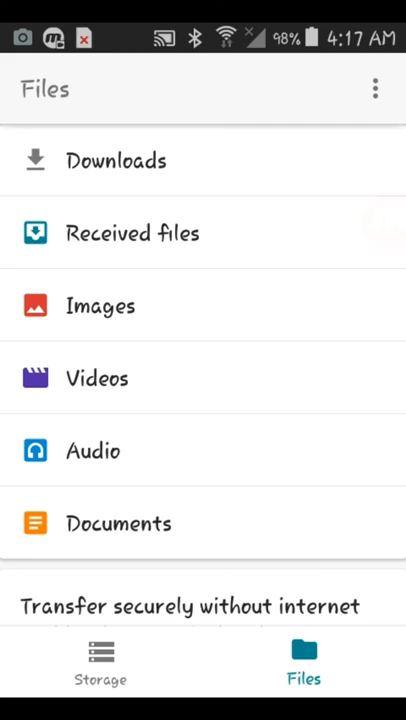 98% 4:17 AM
Files
Downloads
Received files
Images
Videos
Audio
Documents
Transfer securely without internet
Storage
Files